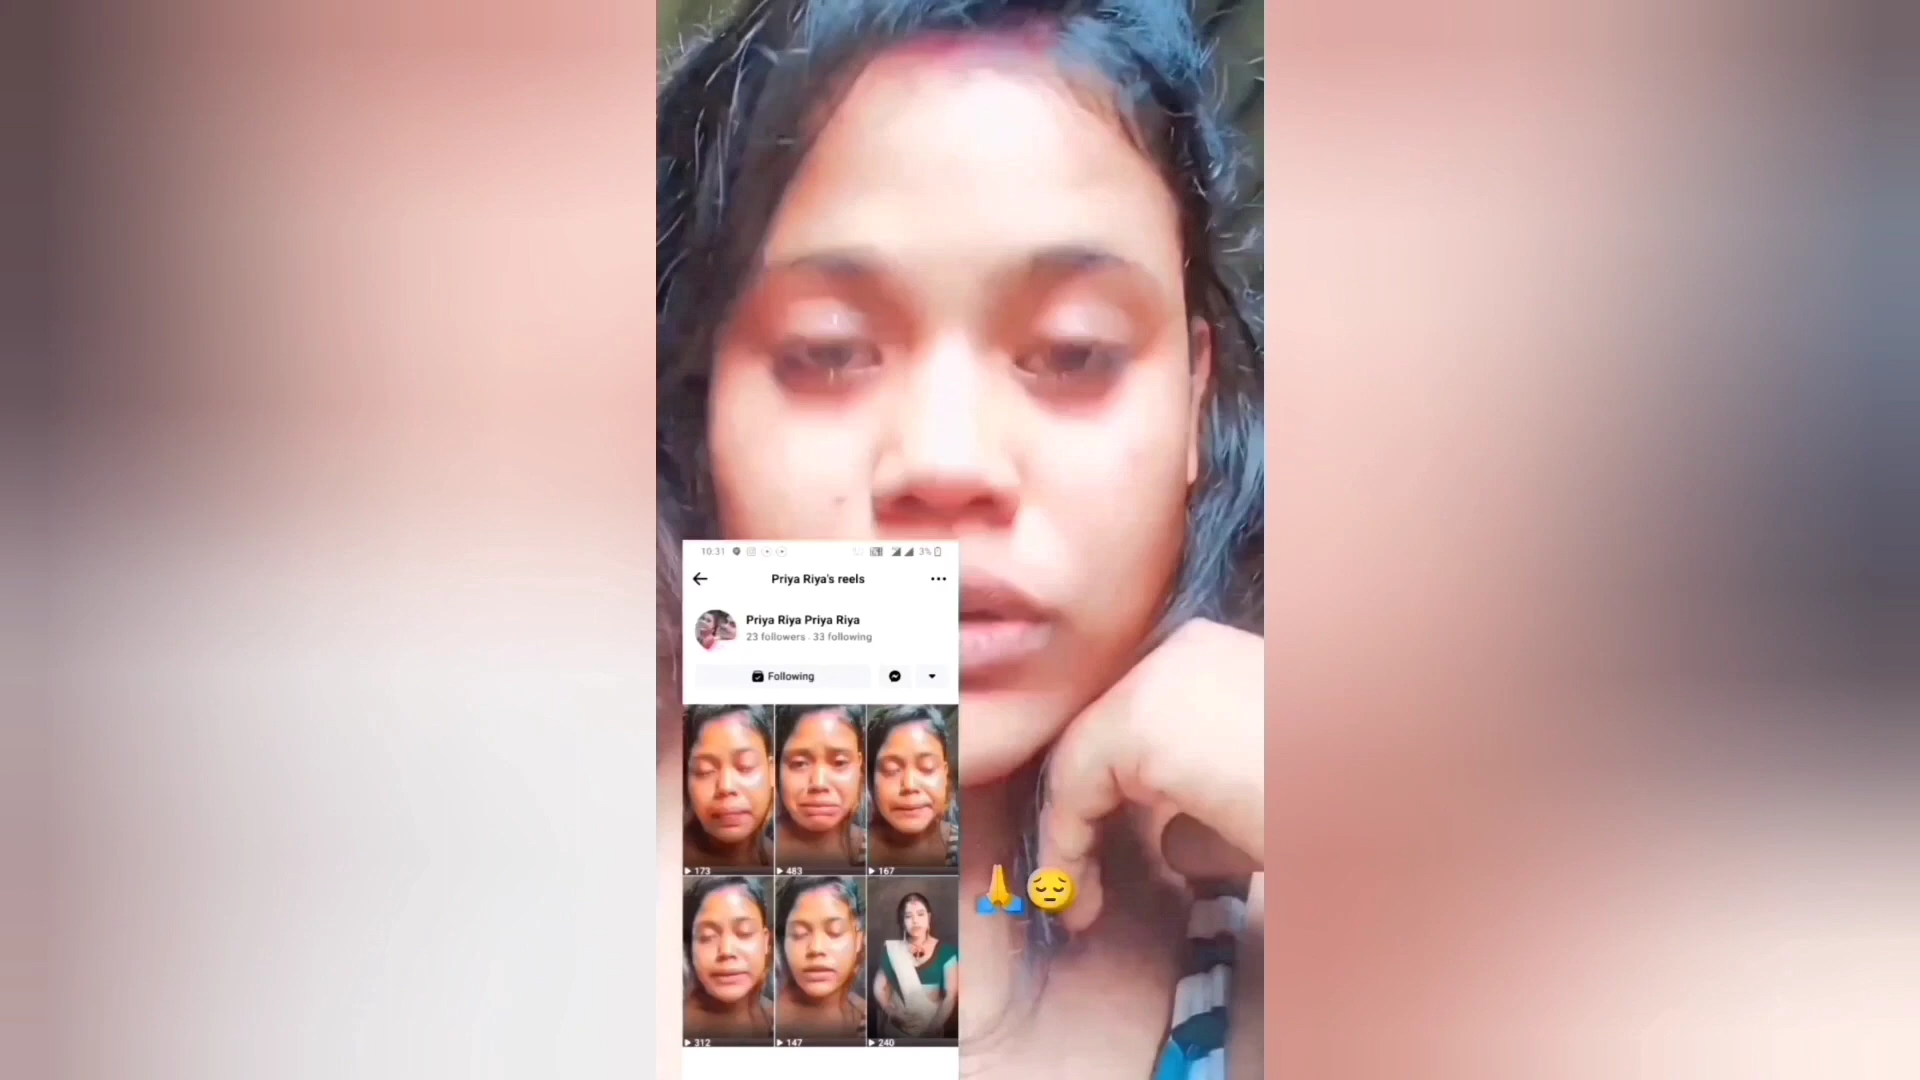 10:31
3%
Priya Riya's reels
Priya Riya Priya Riya
23 followers . 33 following
Following
173
483
167
312
147
240